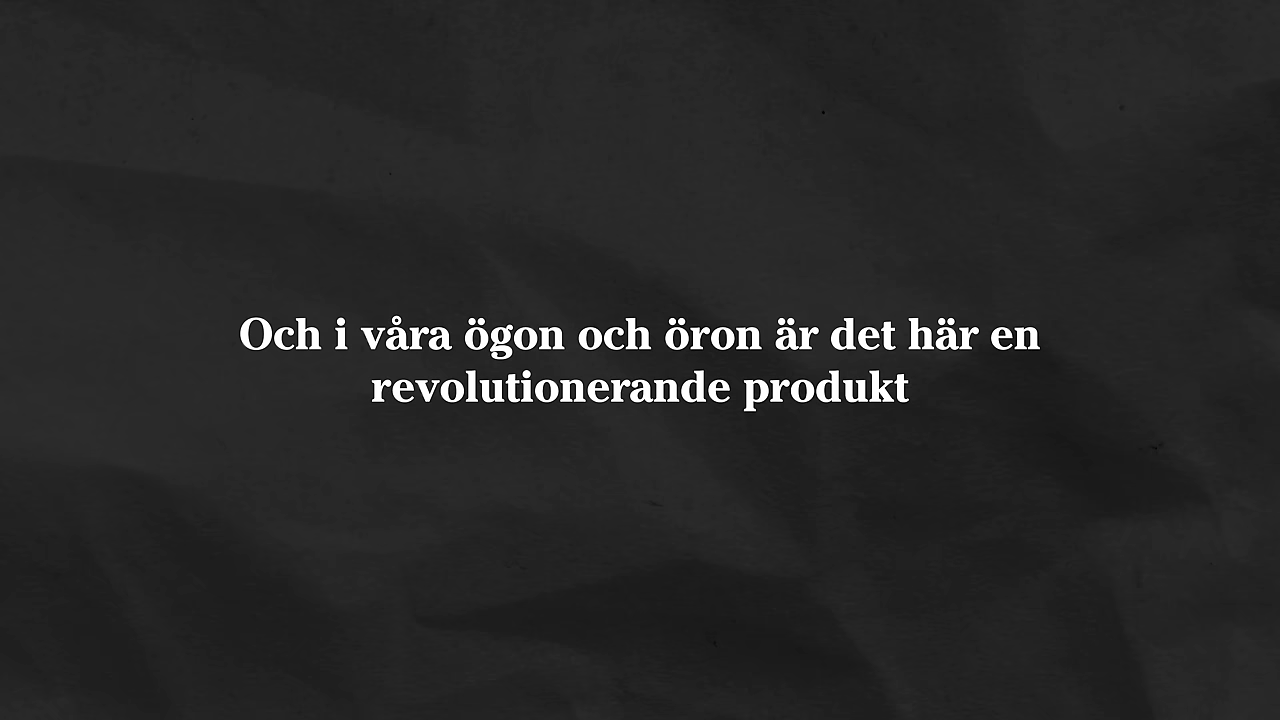 Och i våra ögon och öron är det här en
revolutionerande produkt